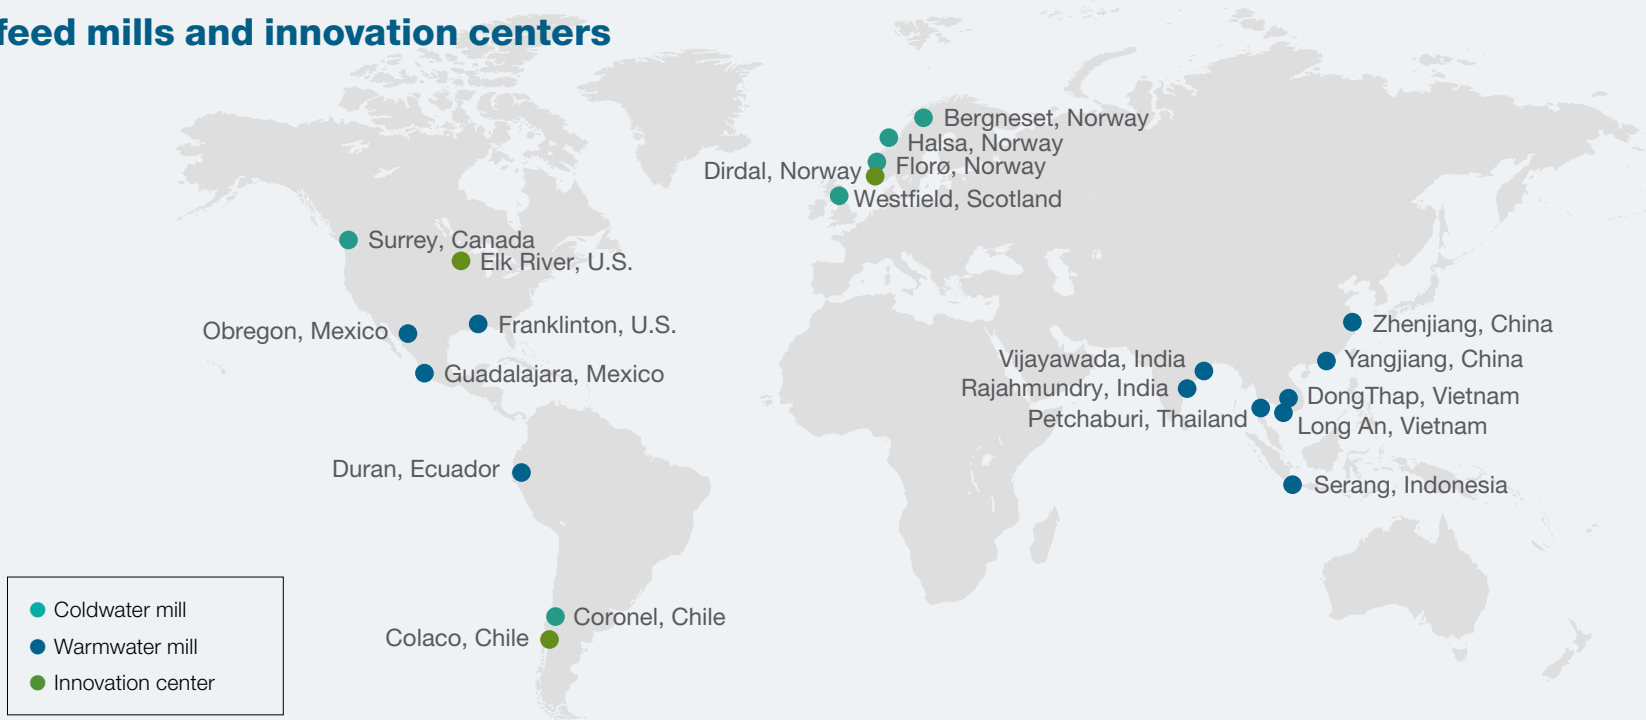 feed mills and innovation centers
Bergneset, Norway
Halsa, Norway
Florø, Norway
Dirdal, Norway
Westfield, Scotland
Surrey, Canada
Elk River, U.S.
Obregon, Mexico
Franklinton, U.S.
Guadalajara, Mexico
Zhenjiang, China
Vijayawada, India
Yangjiang, China
Rajahmundry, India
DongThap, Vietnam
Petchaburi, Thailand
Long An, Vietnam
Duran, Ecuador
Serang, Indonesia
Coronel, Chile
Colaco, Chile
Coldwater mill
Warmwater mill
Innovation center